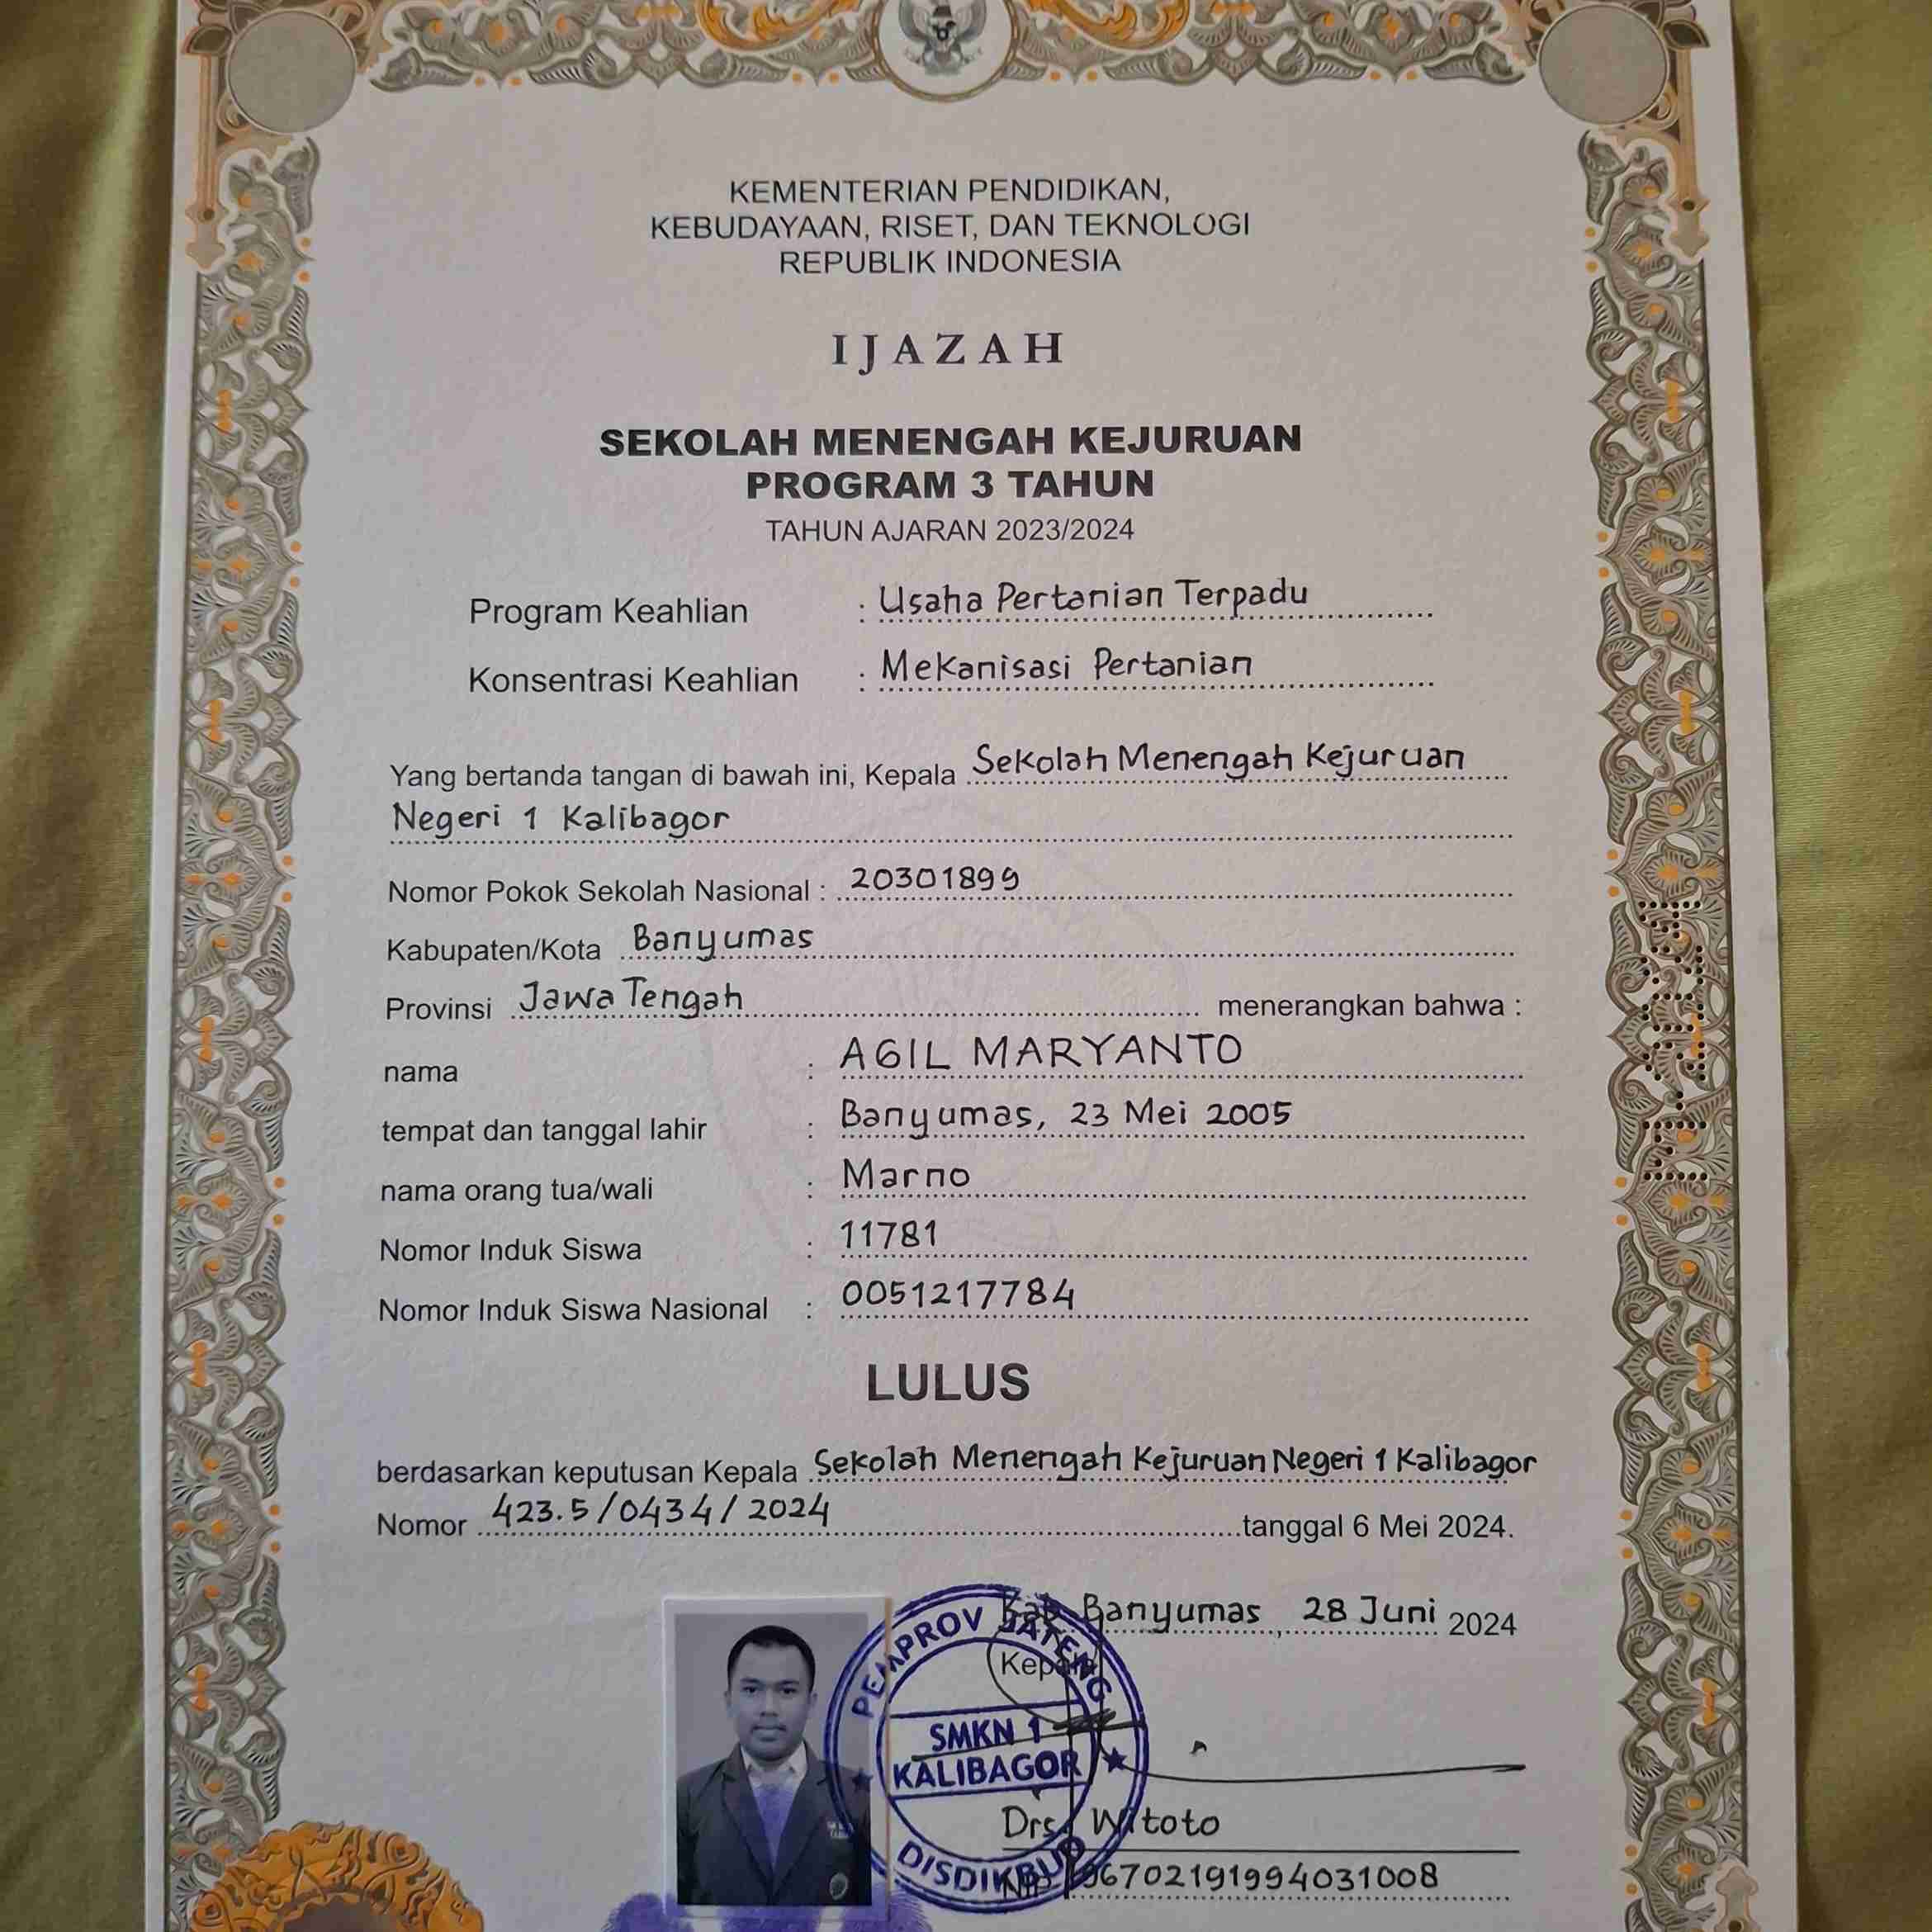 KEMENTERIAN PENDIDIKAN,
KEBUDAYAAN, RISET, DAN TEKNOLOGI
REPUBLIK INDONESIA
IJAZAH
SEKOLAH MENENGAH KEJURUAN
PROGRAM 3 TAHUN
TAHUN AJARAN 2023/2024
Program Keahlian : Usaha Pertanian Terpadu
Konsentrasi Keahlian : Mekanisasi Pertanian
Yang bertanda tangan di bawah ini, Kepala Sekolah Menengah Kejuruan
Negeri 1 Kalibagor
Nomor Pokok Sekolah Nasional : 20301899
Kabupaten/Kota Banyumas
Provinsi Jawa Tengah menerangkan bahwa :
nama : AGIL MARYANTO
tempat dan tanggal lahir : Banyumas, 23 Mei 2005
nama orang tua/wali : Marno
Nomor Induk Siswa : 11781
Nomor Induk Siswa Nasional : 0051217784
LULUS
berdasarkan keputusan Kepala Sekolah Menengah Kejuruan Negeri 1 Kalibagor
Nomor 423.5/0434/2024 tanggal 6 Mei 2024.
Kab. Banyumas, 28 Juni 2024
Kepala
PEMPROV JATENG
SMKN 1
KALIBAGOR
DISDIKBUD
Drs. Witoto
NIP 196702191994031008